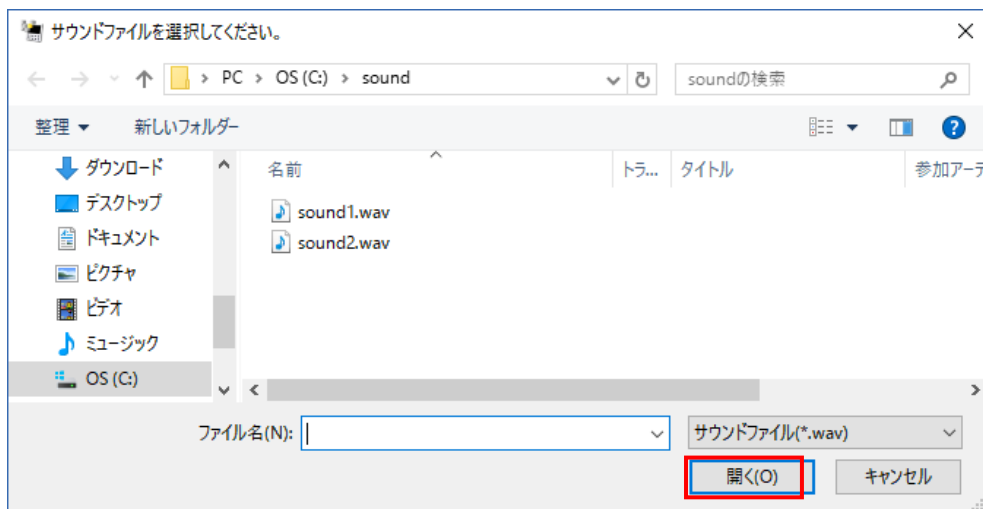 サウンドファイルを選択してください。
PC > OS (C:) > sound
soundの検索
整理
新しいフォルダー
ダウンロード
デスクトップ
ドキュメント
ピクチャ
ビデオ
ミュージック
OS (C:)
名前
トラ...
タイトル
参加アーテ
sound1.wav
sound2.wav
ファイル名(N):
サウンドファイル(*.wav)
開く(O)
キャンセル